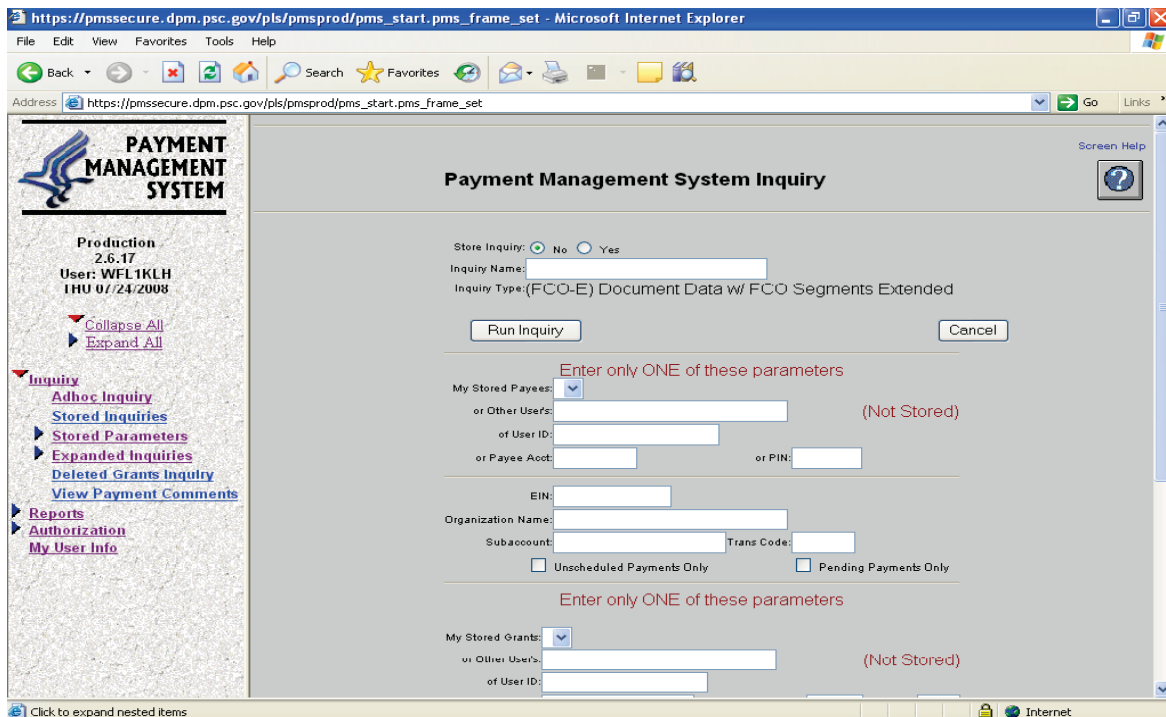 https://pmssecure.dpm.psc.gov/pls/pmsprod/pms_start.pms_frame_set - Microsoft Internet Explorer
File Edit View Favorites Tools Help
Back Search Favorites
Address https://pmssecure.dpm.psc.gov/pls/pmsprod/pms_start.pms_frame_set Go Links
PAYMENT
MANAGEMENT
SYSTEM
Production
2.6.17
User: WFL1KLH
THU 07/24/2008
Collapse All
Expand All
Inquiry
Adhoc Inquiry
Stored Inquiries
Stored Parameters
Expanded Inquiries
Deleted Grants Inquiry
View Payment Comments
Reports
Authorization
My User Info
Screen Help
?
Payment Management System Inquiry
Store Inquiry: No Yes
Inquiry Name:
Inquiry Type:(FCO-E) Document Data w/ FCO Segments Extended
Run Inquiry Cancel
Enter only ONE of these parameters
My Stored Payees:
or Other User's: (Not Stored)
of User ID:
or Payee Acct: or PIN:
EIN:
Organization Name:
Subaccount: Trans Code:
Unscheduled Payments Only Pending Payments Only
Enter only ONE of these parameters
My Stored Grants:
or Other User's: (Not Stored)
of User ID:
Click to expand nested items Internet